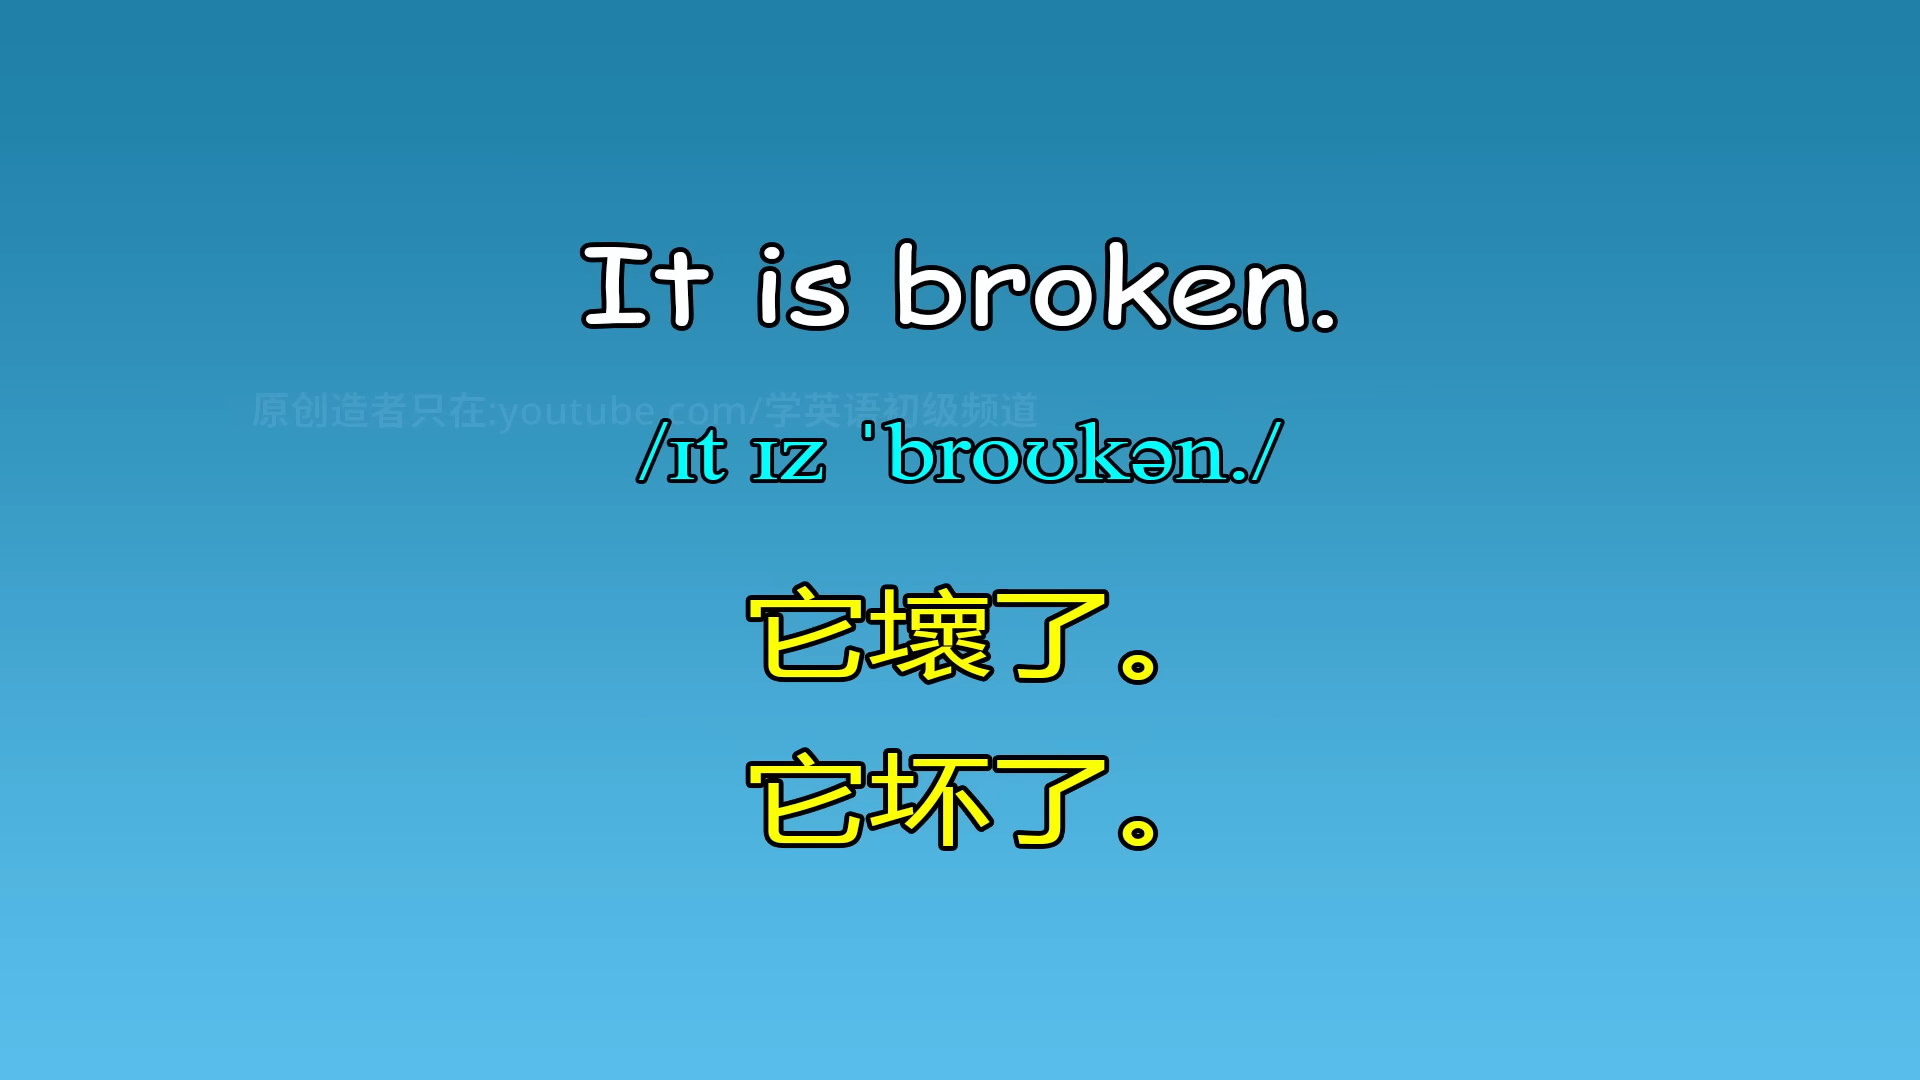 It is broken.
原创造者只在:youtube.com/学英语初级频道
/ɪt ɪz ˈbroʊkən./
它壞了。
它坏了。